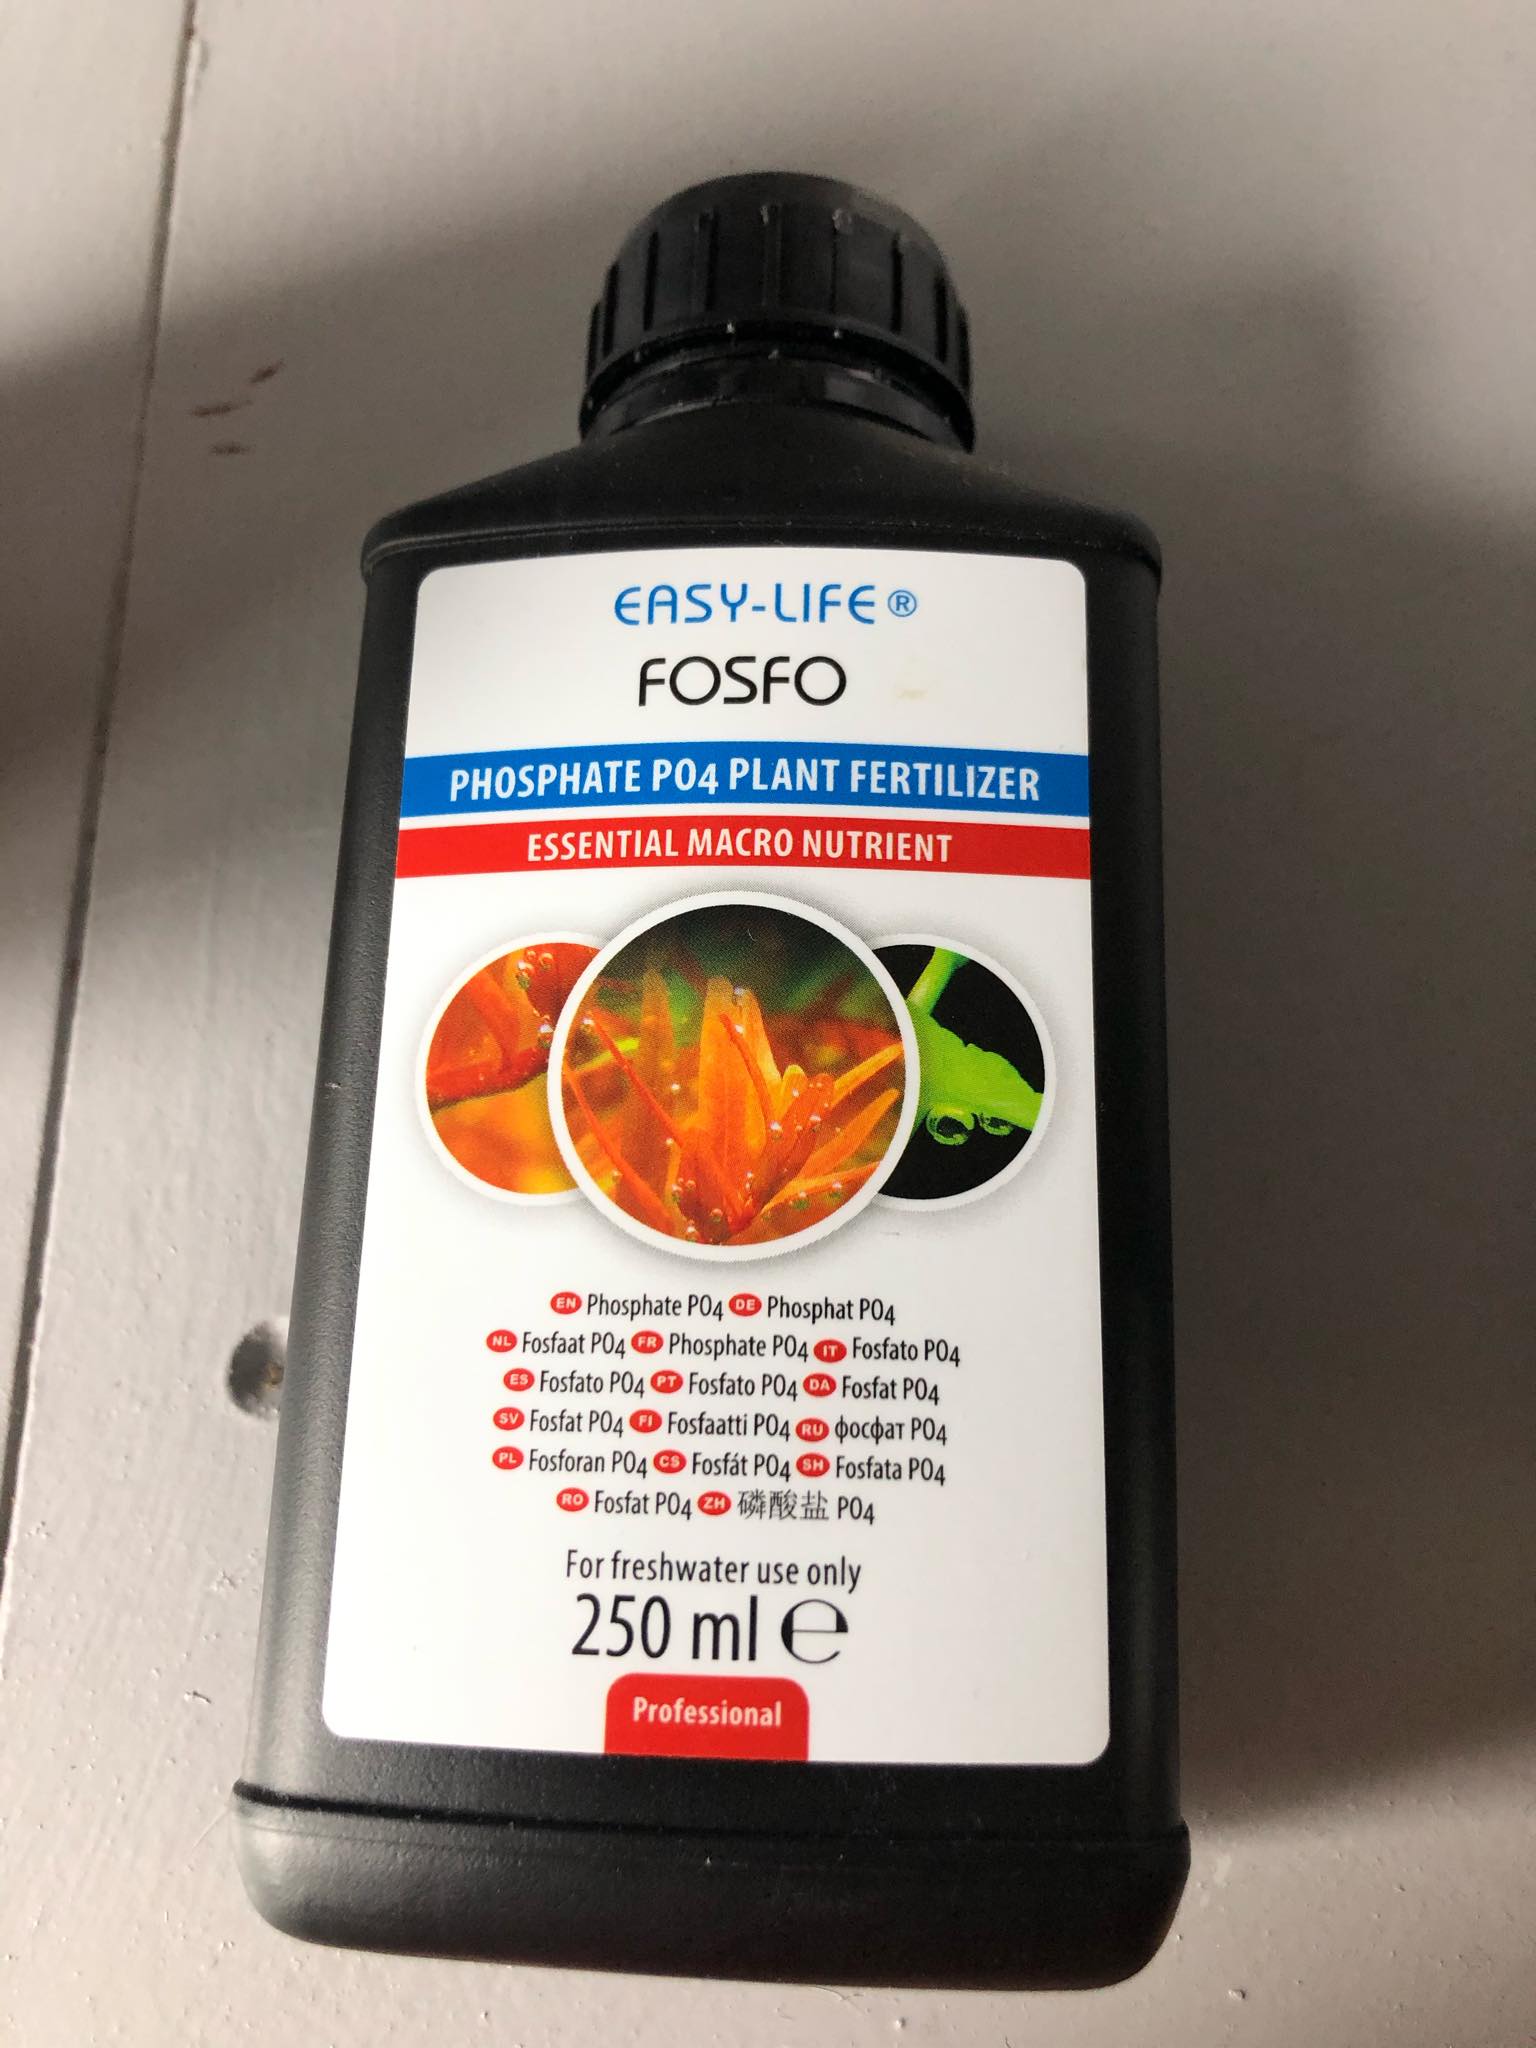 EASY-LIFE®
FOSFO
PHOSPHATE PO4 PLANT FERTILIZER
ESSENTIAL MACRO NUTRIENT
EN Phosphate PO4 DE Phosphat PO4
NL Fosfaat PO4 FR Phosphate PO4 IT Fosfato PO4
ES Fosfato PO4 PT Fosfato PO4 DA Fosfat PO4
SV Fosfat PO4 FI Fosfaatti PO4 RU фосфат PO4
PL Fosforan PO4 CS Fosfát PO4 SH Fosfata PO4
RO Fosfat PO4 ZH 磷酸盐 PO4
For freshwater use only
250 ml ℮
Professional